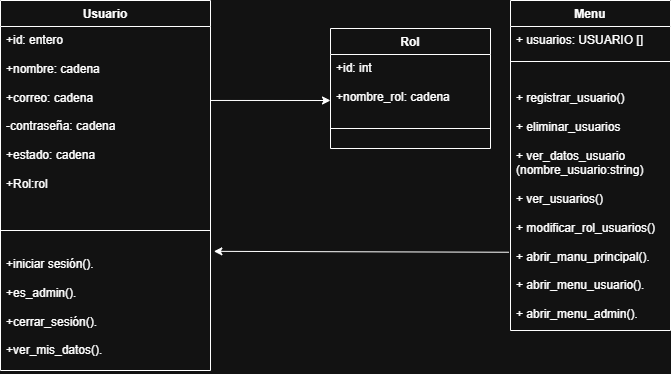 Usuario
+id: entero
+nombre: cadena
+correo: cadena
-contraseña: cadena
+estado: cadena
+Rol:rol
+iniciar sesión().
+es_admin().
+cerrar_sesión().
+ver_mis_datos().
Rol
+id: int
+nombre_rol: cadena
Menu
+ usuarios: USUARIO []
+ registrar_usuario()
+ eliminar_usuarios
+ ver_datos_usuario
(nombre_usuario:string)
+ ver_usuarios()
+ modificar_rol_usuarios()
+ abrir_manu_principal().
+ abrir_menu_usuario().
+ abrir_menu_admin().